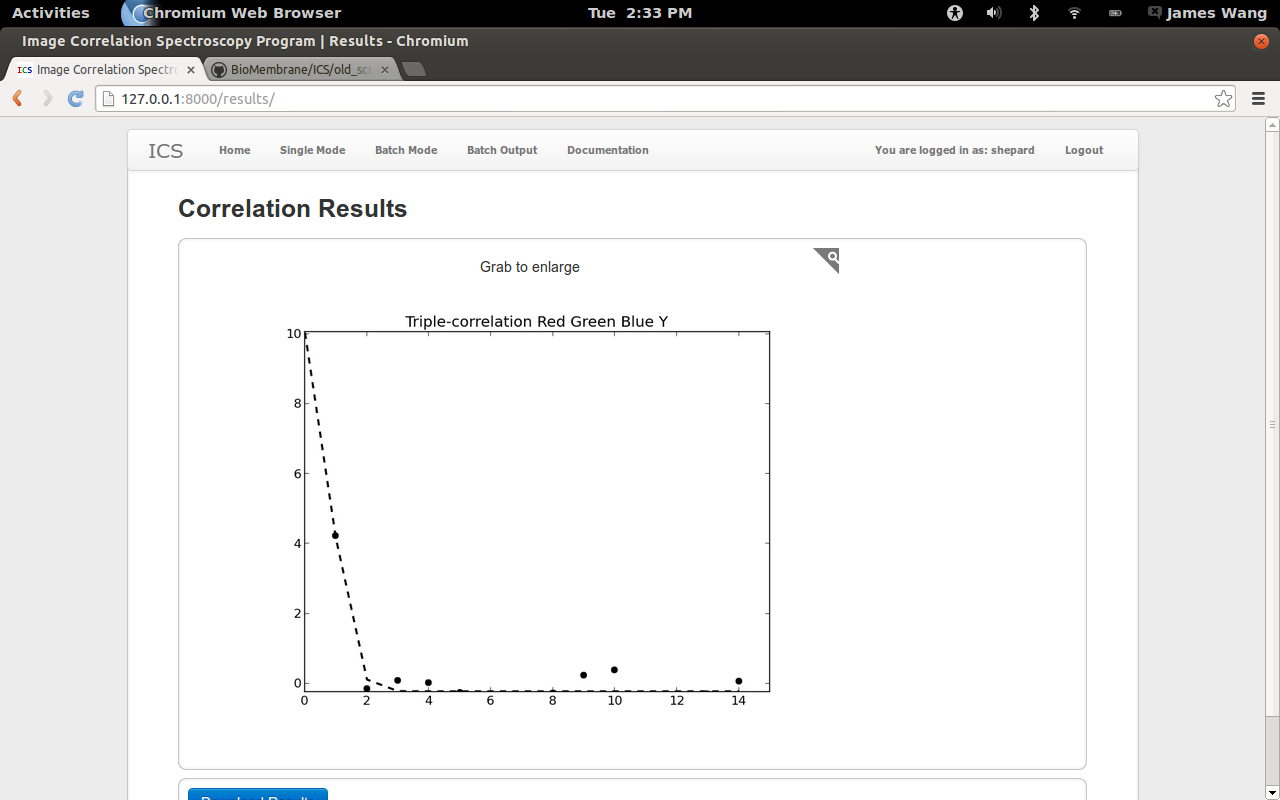 Activities Chromium Web Browser Tue 2:33 PM James Wang
Image Correlation Spectroscopy Program | Results - Chromium
ICS Image Correlation Spectr BioMembrane/ICS/old_sc
127.0.0.1:8000/results/
ICS Home Single Mode Batch Mode Batch Output Documentation You are logged in as: shepard Logout
Correlation Results
Grab to enlarge
Triple-correlation Red Green Blue Y
10
8
6
4
2
0
0 2 4 6 8 10 12 14
Download Results